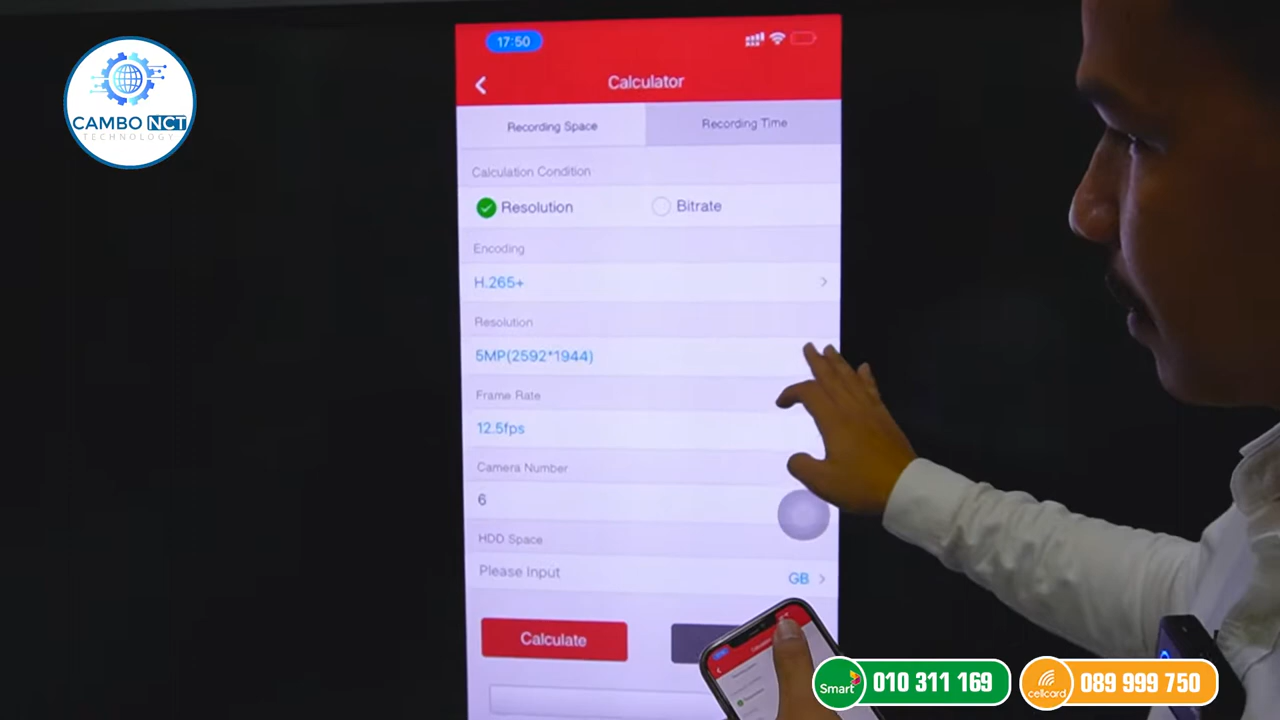 17:50
Calculator
Recording Space
Recording Time
Calculation Condition
Resolution
Bitrate
Encoding
H.265+
Resolution
5MP(2592*1944)
Frame Rate
12.5fps
Camera Number
6
HDD Space
Please Input
GB
Calculate
CAMBO NCT
TECHNOLOGY
Smart
010 311 169
cellcard
089 999 750